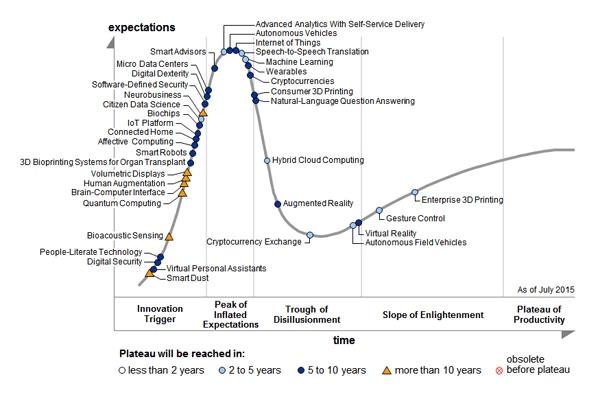 expectations
Advanced Analytics With Self-Service Delivery
Autonomous Vehicles
Internet of Things
Speech-to-Speech Translation
Machine Learning
Wearables
Cryptocurrencies
Consumer 3D Printing
Natural-Language Question Answering
Smart Advisors
Micro Data Centers
Digital Dexterity
Software-Defined Security
Neurobusiness
Citizen Data Science
Biochips
IoT Platform
Connected Home
Affective Computing
Smart Robots
3D Bioprinting Systems for Organ Transplant
Volumetric Displays
Human Augmentation
Brain-Computer Interface
Quantum Computing
Bioacoustic Sensing
People-Literate Technology
Digital Security
Virtual Personal Assistants
Smart Dust
Hybrid Cloud Computing
Augmented Reality
Cryptocurrency Exchange
Autonomous Field Vehicles
Virtual Reality
Gesture Control
Enterprise 3D Printing
As of July 2015
Innovation
Trigger
Peak of
Inflated
Expectations
Trough of
Disillusionment
Slope of Enlightenment
Plateau of
Productivity
time
Plateau will be reached in:
less than 2 years
2 to 5 years
5 to 10 years
more than 10 years
obsolete
before plateau